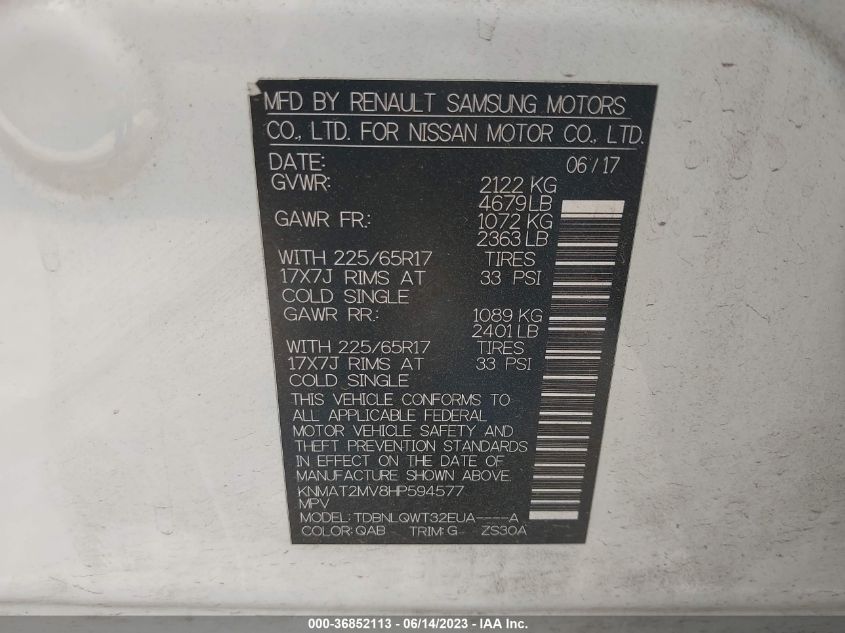 MFD BY RENAULT SAMSUNG MOTORS
CO., LTD. FOR NISSAN MOTOR CO., LTD.
DATE: 06/17
GVWR: 2122 KG
4679LB
GAWR FR.: 1072 KG
2363LB
WITH 225/65R17 TIRES
17X7J RIMS AT 33 PSI
COLD SINGLE
GAWR RR.: 1089 KG
2401LB
WITH 225/65R17 TIRES
17X7J RIMS AT 33 PSI
COLD SINGLE
THIS VEHICLE CONFORMS TO
ALL APPLICABLE FEDERAL
MOTOR VEHICLE SAFETY AND
THEFT PREVENTION STANDARDS
IN EFFECT ON THE DATE OF
MANUFACTURE SHOWN ABOVE.
KNMAT2MV8HP594577
MPV
MODEL: TDBNLQWT32EUA----A
COLOR: QAB TRIM: G ZS30A
000-36852113 - 06/14/2023 - IAA Inc.